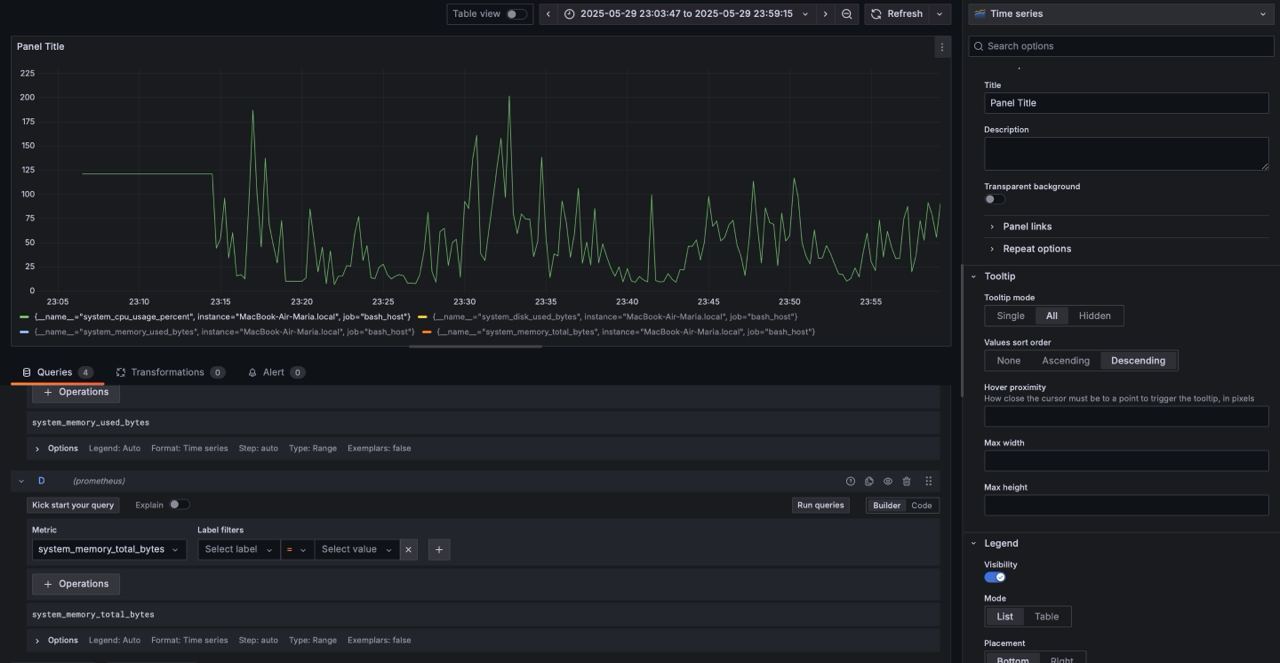 Table view
2025-05-29 23:03:47 to 2025-05-29 23:59:15
Refresh
Time series
Panel Title
Search options
225
200
175
150
125
100
75
50
25
0
23:05 23:10 23:15 23:20 23:25 23:30 23:35 23:40 23:45 23:50 23:55
{__name__="system_cpu_usage_percent", instance="MacBook-Air-Maria.local", job="bash_host"} {__name__="system_disk_used_bytes", instance="MacBook-Air-Maria.local", job="bash_host"}
{__name__="system_memory_used_bytes", instance="MacBook-Air-Maria.local", job="bash_host"} {__name__="system_memory_total_bytes", instance="MacBook-Air-Maria.local", job="bash_host"}
Queries 4 Transformations 0 Alert 0
+ Operations
system_memory_used_bytes
Options Legend: Auto Format: Time series Step: auto Type: Range Exemplars: false
D (prometheus)
Kick start your query Explain Run queries Builder Code
Metric Label filters
system_memory_total_bytes Select label = Select value × +
+ Operations
system_memory_total_bytes
Options Legend: Auto Format: Time series Step: auto Type: Range Exemplars: false
Title
Panel Title
Description
Transparent background
Panel links
Repeat options
Tooltip
Tooltip mode
Single All Hidden
Values sort order
None Ascending Descending
Hover proximity
How close the cursor must be to a point to trigger the tooltip, in pixels
Max width
Max height
Legend
Visibility
Mode
List Table
Placement
Bottom Right